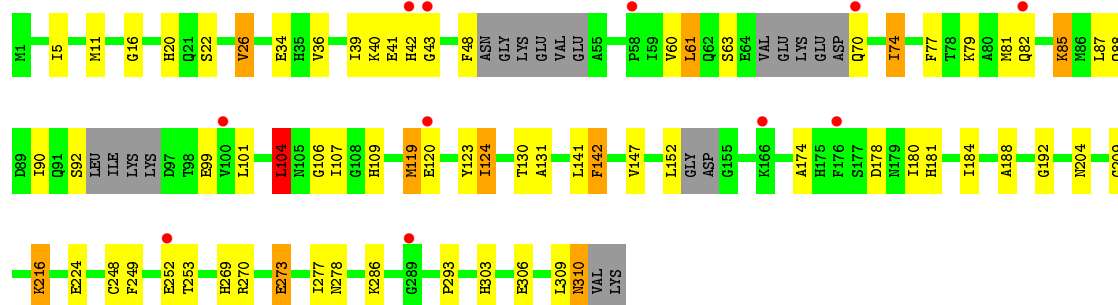 M1 I5 M11 G16 H20 Q21 S22 V26 E34 H35 V36 I39 K40 E41 H42 G43 F48 ASN GLY LYS GLU VAL GLU A55 P58 I59 V60 L61 Q62 S63 E64 VAL GLU LYS GLU ASP Q70 I74 F77 T78 K79 A80 M81 Q82 K85 M86 L87 Q88
D89 I90 Q91 S92 LEU ILE LYS LYS D97 T98 E99 V100 L101 L104 N105 G106 I107 G108 H109 M119 E120 Y123 I124 T130 A131 L141 F142 V147 L152 GLY ASP G155 K166 A174 H175 F176 S177 D178 N179 I180 H181 I184 A188 G192 N204
K216 E224 C248 F249 E252 T253 H269 R270 E273 I277 N278 K286 G289 P293 H303 E306 L309 N310 VAL LYS